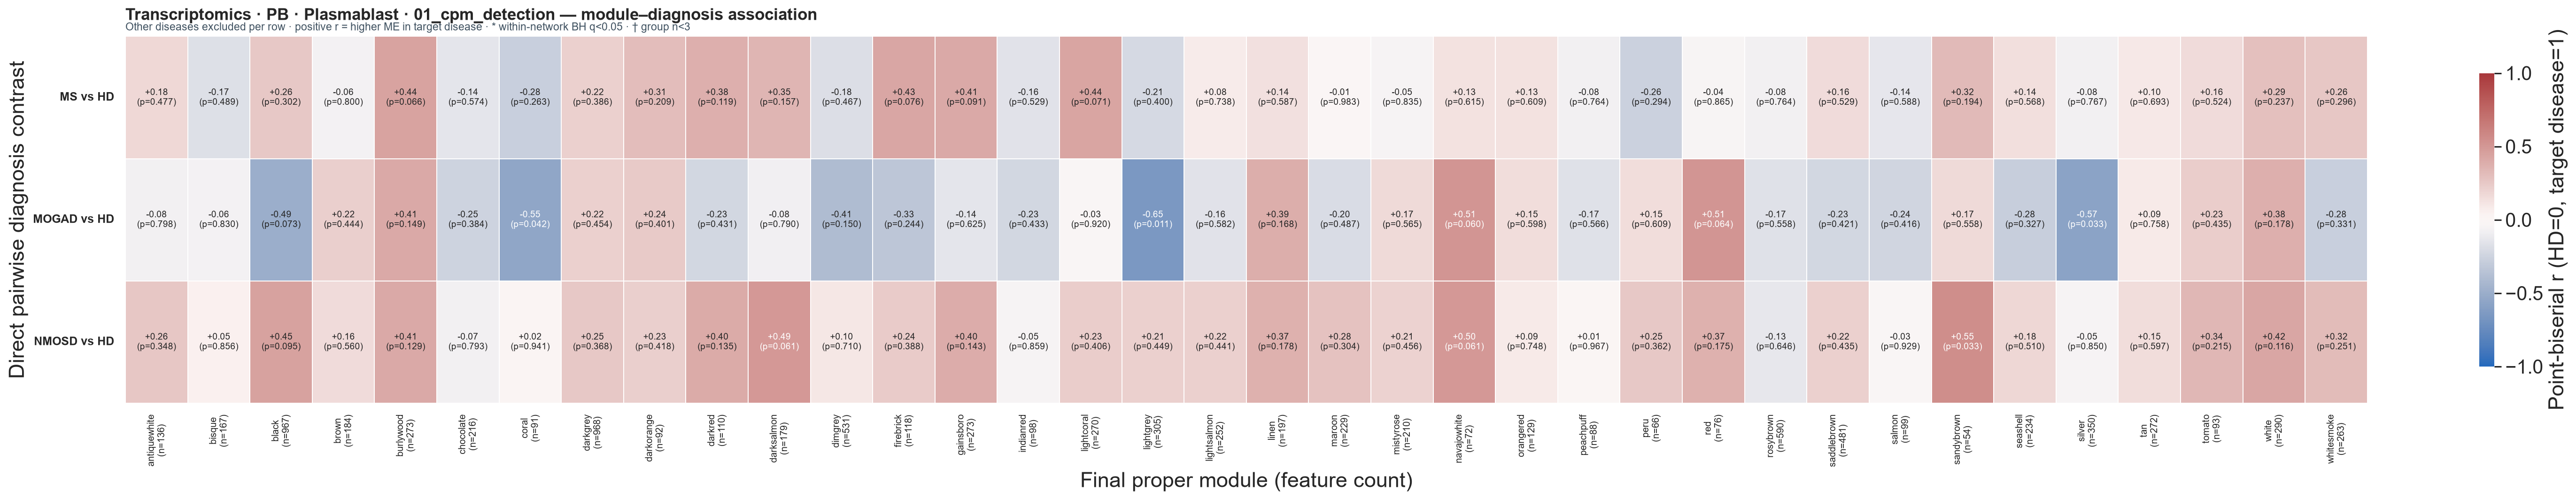 Transcriptomics · PB · Plasmablast · 01_cpm_detection — module–diagnosis association
Other diseases excluded per row · positive r = higher ME in target disease · * within-network BH q<0.05 · † group n<3
Direct pairwise diagnosis contrast
MS vs HD
+0.18 -0.17 +0.26 -0.06 +0.44 -0.14 -0.28 +0.22 +0.31 +0.38 +0.35 -0.18 +0.43 +0.41 -0.16 +0.44 -0.21 +0.08 +0.14 -0.01 -0.05 +0.13 +0.13 -0.08 -0.26 -0.04 -0.08 +0.16 -0.14 +0.32 +0.14 -0.08 +0.10 +0.16 +0.29 +0.26
(p=0.477) (p=0.489) (p=0.302) (p=0.800) (p=0.066) (p=0.574) (p=0.263) (p=0.386) (p=0.209) (p=0.119) (p=0.157) (p=0.467) (p=0.076) (p=0.091) (p=0.529) (p=0.071) (p=0.400) (p=0.738) (p=0.587) (p=0.983) (p=0.835) (p=0.615) (p=0.609) (p=0.764) (p=0.294) (p=0.865) (p=0.764) (p=0.529) (p=0.588) (p=0.194) (p=0.568) (p=0.767) (p=0.693) (p=0.524) (p=0.237) (p=0.296)
MOGAD vs HD
-0.08 -0.06 -0.49 +0.22 +0.41 -0.25 -0.55 +0.22 +0.24 -0.23 -0.08 -0.41 -0.33 -0.14 -0.23 -0.03 -0.65 -0.16 +0.39 -0.20 +0.17 +0.51 +0.15 -0.17 +0.15 +0.51 -0.17 -0.23 -0.24 +0.17 -0.28 -0.57 +0.09 +0.23 +0.38 -0.28
(p=0.798) (p=0.830) (p=0.073) (p=0.444) (p=0.149) (p=0.384) (p=0.042) (p=0.454) (p=0.401) (p=0.431) (p=0.790) (p=0.150) (p=0.244) (p=0.625) (p=0.433) (p=0.920) (p=0.011) (p=0.582) (p=0.168) (p=0.487) (p=0.565) (p=0.060) (p=0.598) (p=0.566) (p=0.609) (p=0.064) (p=0.558) (p=0.421) (p=0.416) (p=0.558) (p=0.327) (p=0.033) (p=0.758) (p=0.435) (p=0.178) (p=0.331)
NMOSD vs HD
+0.26 +0.05 +0.45 +0.16 +0.41 -0.07 +0.02 +0.25 +0.23 +0.40 +0.49 +0.10 +0.24 +0.40 -0.05 +0.23 +0.21 +0.22 +0.37 +0.28 +0.21 +0.50 +0.09 +0.01 +0.25 +0.37 -0.13 +0.22 -0.03 +0.55 +0.18 -0.05 +0.15 +0.34 +0.42 +0.32
(p=0.348) (p=0.856) (p=0.095) (p=0.560) (p=0.129) (p=0.793) (p=0.941) (p=0.368) (p=0.418) (p=0.135) (p=0.061) (p=0.710) (p=0.388) (p=0.143) (p=0.859) (p=0.406) (p=0.449) (p=0.441) (p=0.178) (p=0.304) (p=0.456) (p=0.061) (p=0.748) (p=0.967) (p=0.362) (p=0.175) (p=0.646) (p=0.435) (p=0.929) (p=0.033) (p=0.510) (p=0.850) (p=0.597) (p=0.215) (p=0.116) (p=0.251)
antiquewhite
(n=136)
bisque
(n=167)
black
(n=967)
brown
(n=184)
burlywood
(n=273)
chocolate
(n=216)
coral
(n=91)
darkgrey
(n=968)
darkorange
(n=92)
darkred
(n=110)
darksalmon
(n=179)
dimgrey
(n=531)
firebrick
(n=118)
gainsboro
(n=273)
indianred
(n=98)
lightcoral
(n=270)
lightgrey
(n=305)
lightsalmon
(n=252)
linen
(n=197)
maroon
(n=229)
mistyrose
(n=210)
navajowhite
(n=72)
orangered
(n=129)
peachpuff
(n=88)
peru
(n=66)
red
(n=76)
rosybrown
(n=590)
saddlebrown
(n=481)
salmon
(n=99)
sandybrown
(n=54)
seashell
(n=234)
silver
(n=350)
tan
(n=272)
tomato
(n=93)
white
(n=290)
whitesmoke
(n=263)
Final proper module (feature count)
1.0
0.5
0.0
−0.5
−1.0
Point-biserial r (HD=0, target disease=1)